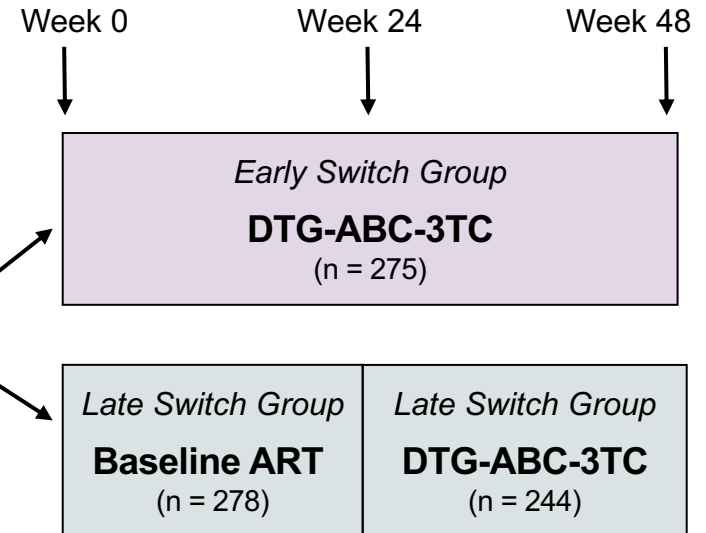 Week 0 Week 24 Week 48
Early Switch Group
DTG-ABC-3TC
(n = 275)
Late Switch Group
Baseline ART
(n = 278)
Late Switch Group
DTG-ABC-3TC
(n = 244)